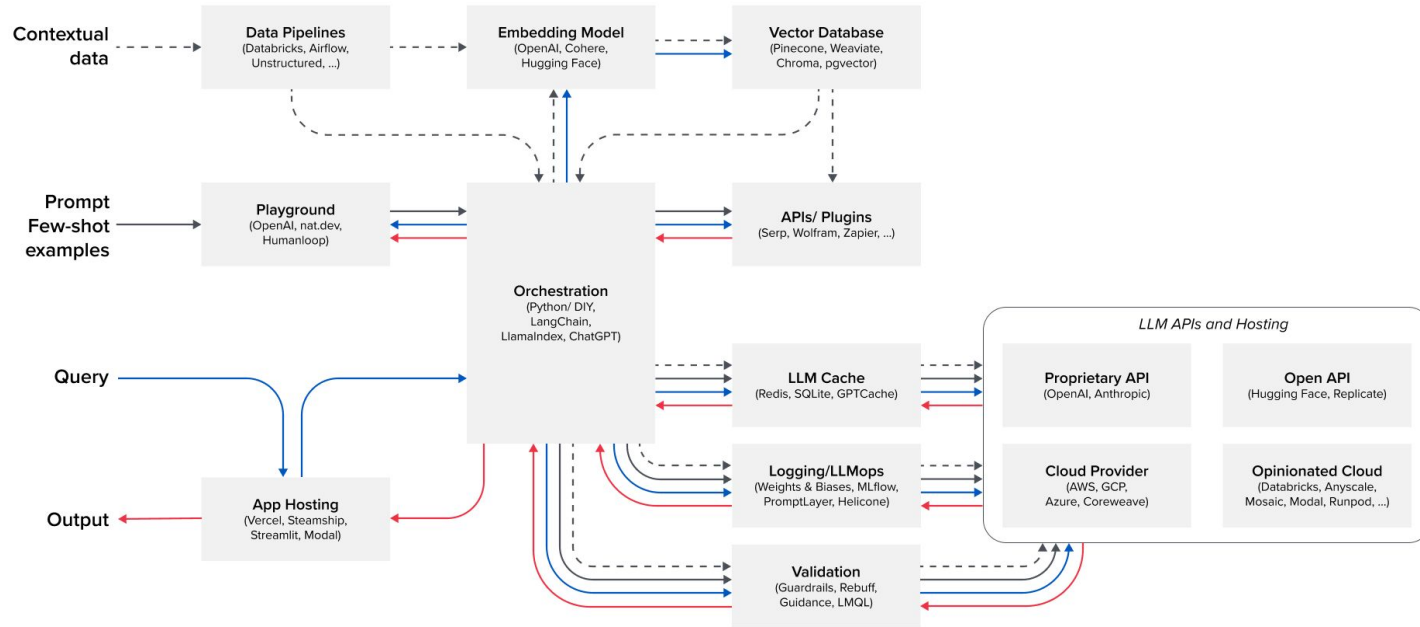 Contextual
data
Data Pipelines
(Databricks, Airflow,
Unstructured, ...)
Embedding Model
(OpenAI, Cohere,
Hugging Face)
Vector Database
(Pinecone, Weaviate,
Chroma, pgvector)
Prompt
Few-shot
examples
Playground
(OpenAI, nat.dev,
Humanloop)
Orchestration
(Python/ DIY,
LangChain,
LlamaIndex, ChatGPT)
APIs/ Plugins
(Serp, Wolfram, Zapier, ...)
Query
Output
App Hosting
(Vercel, Steamship,
Streamlit, Modal)
LLM Cache
(Redis, SQLite, GPTCache)
Logging/LLMops
(Weights & Biases, MLflow,
PromptLayer, Helicone)
Validation
(Guardrails, Rebuff,
Guidance, LMQL)
LLM APIs and Hosting
Proprietary API
(OpenAI, Anthropic)
Open API
(Hugging Face, Replicate)
Cloud Provider
(AWS, GCP,
Azure, Coreweave)
Opinionated Cloud
(Databricks, Anyscale,
Mosaic, Modal, Runpod, ...)